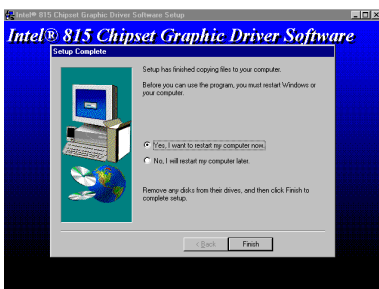 Intel® 815 Chipset Graphic Driver Software Setup
Intel® 815 Chipset Graphic Driver Software
Setup Complete
Setup has finished copying files to your computer.
Before you can use the program, you must restart Windows or
your computer.
Yes, I want to restart my computer now.
No, I will restart my computer later.
Remove any disks from their drives, and then click Finish to
complete setup.
< Back
Finish